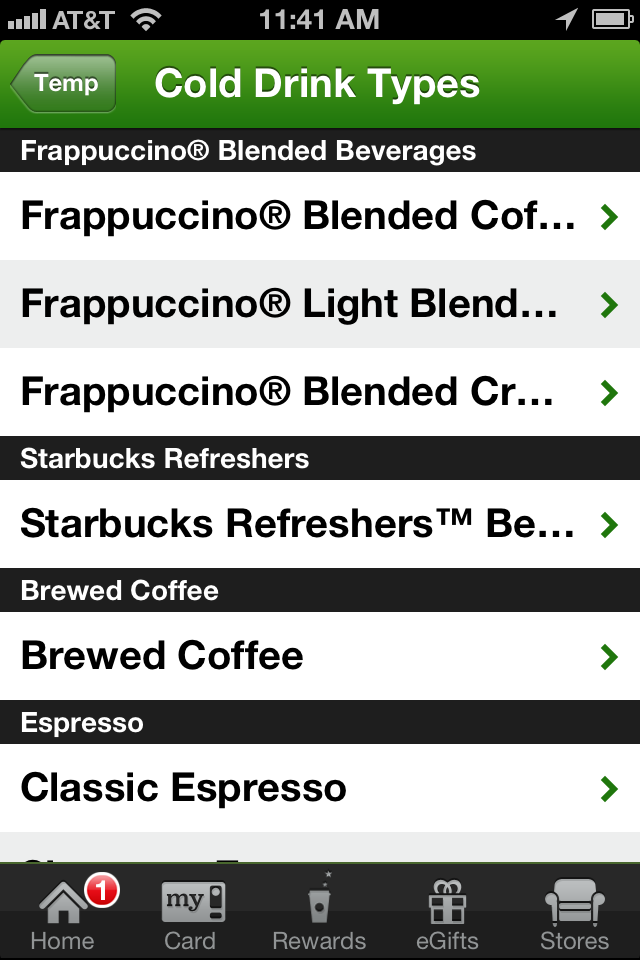 AT&T 11:41 AM
Temp Cold Drink Types
Frappuccino® Blended Beverages
Frappuccino® Blended Cof...
Frappuccino® Light Blend...
Frappuccino® Blended Cr...
Starbucks Refreshers
Starbucks Refreshers™ Be...
Brewed Coffee
Brewed Coffee
Espresso
Classic Espresso
1
my
Home Card Rewards eGifts Stores